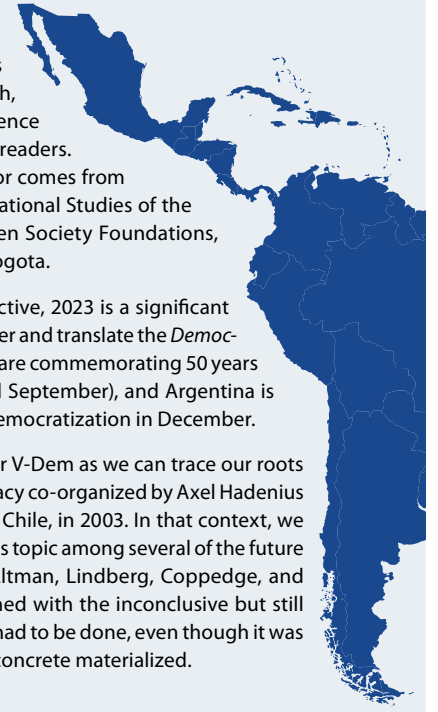 h,
ence
readers.
or comes from
ational Studies of the
en Society Foundations,
ogota.
ctive, 2023 is a significant
er and translate the Democ-
are commemorating 50 years
September), and Argentina is
emocratization in December.
r V-Dem as we can trace our roots
acy co-organized by Axel Hadenius
Chile, in 2003. In that context, we
s topic among several of the future
ltman, Lindberg, Coppedge, and
ned with the inconclusive but still
had to be done, even though it was
concrete materialized.